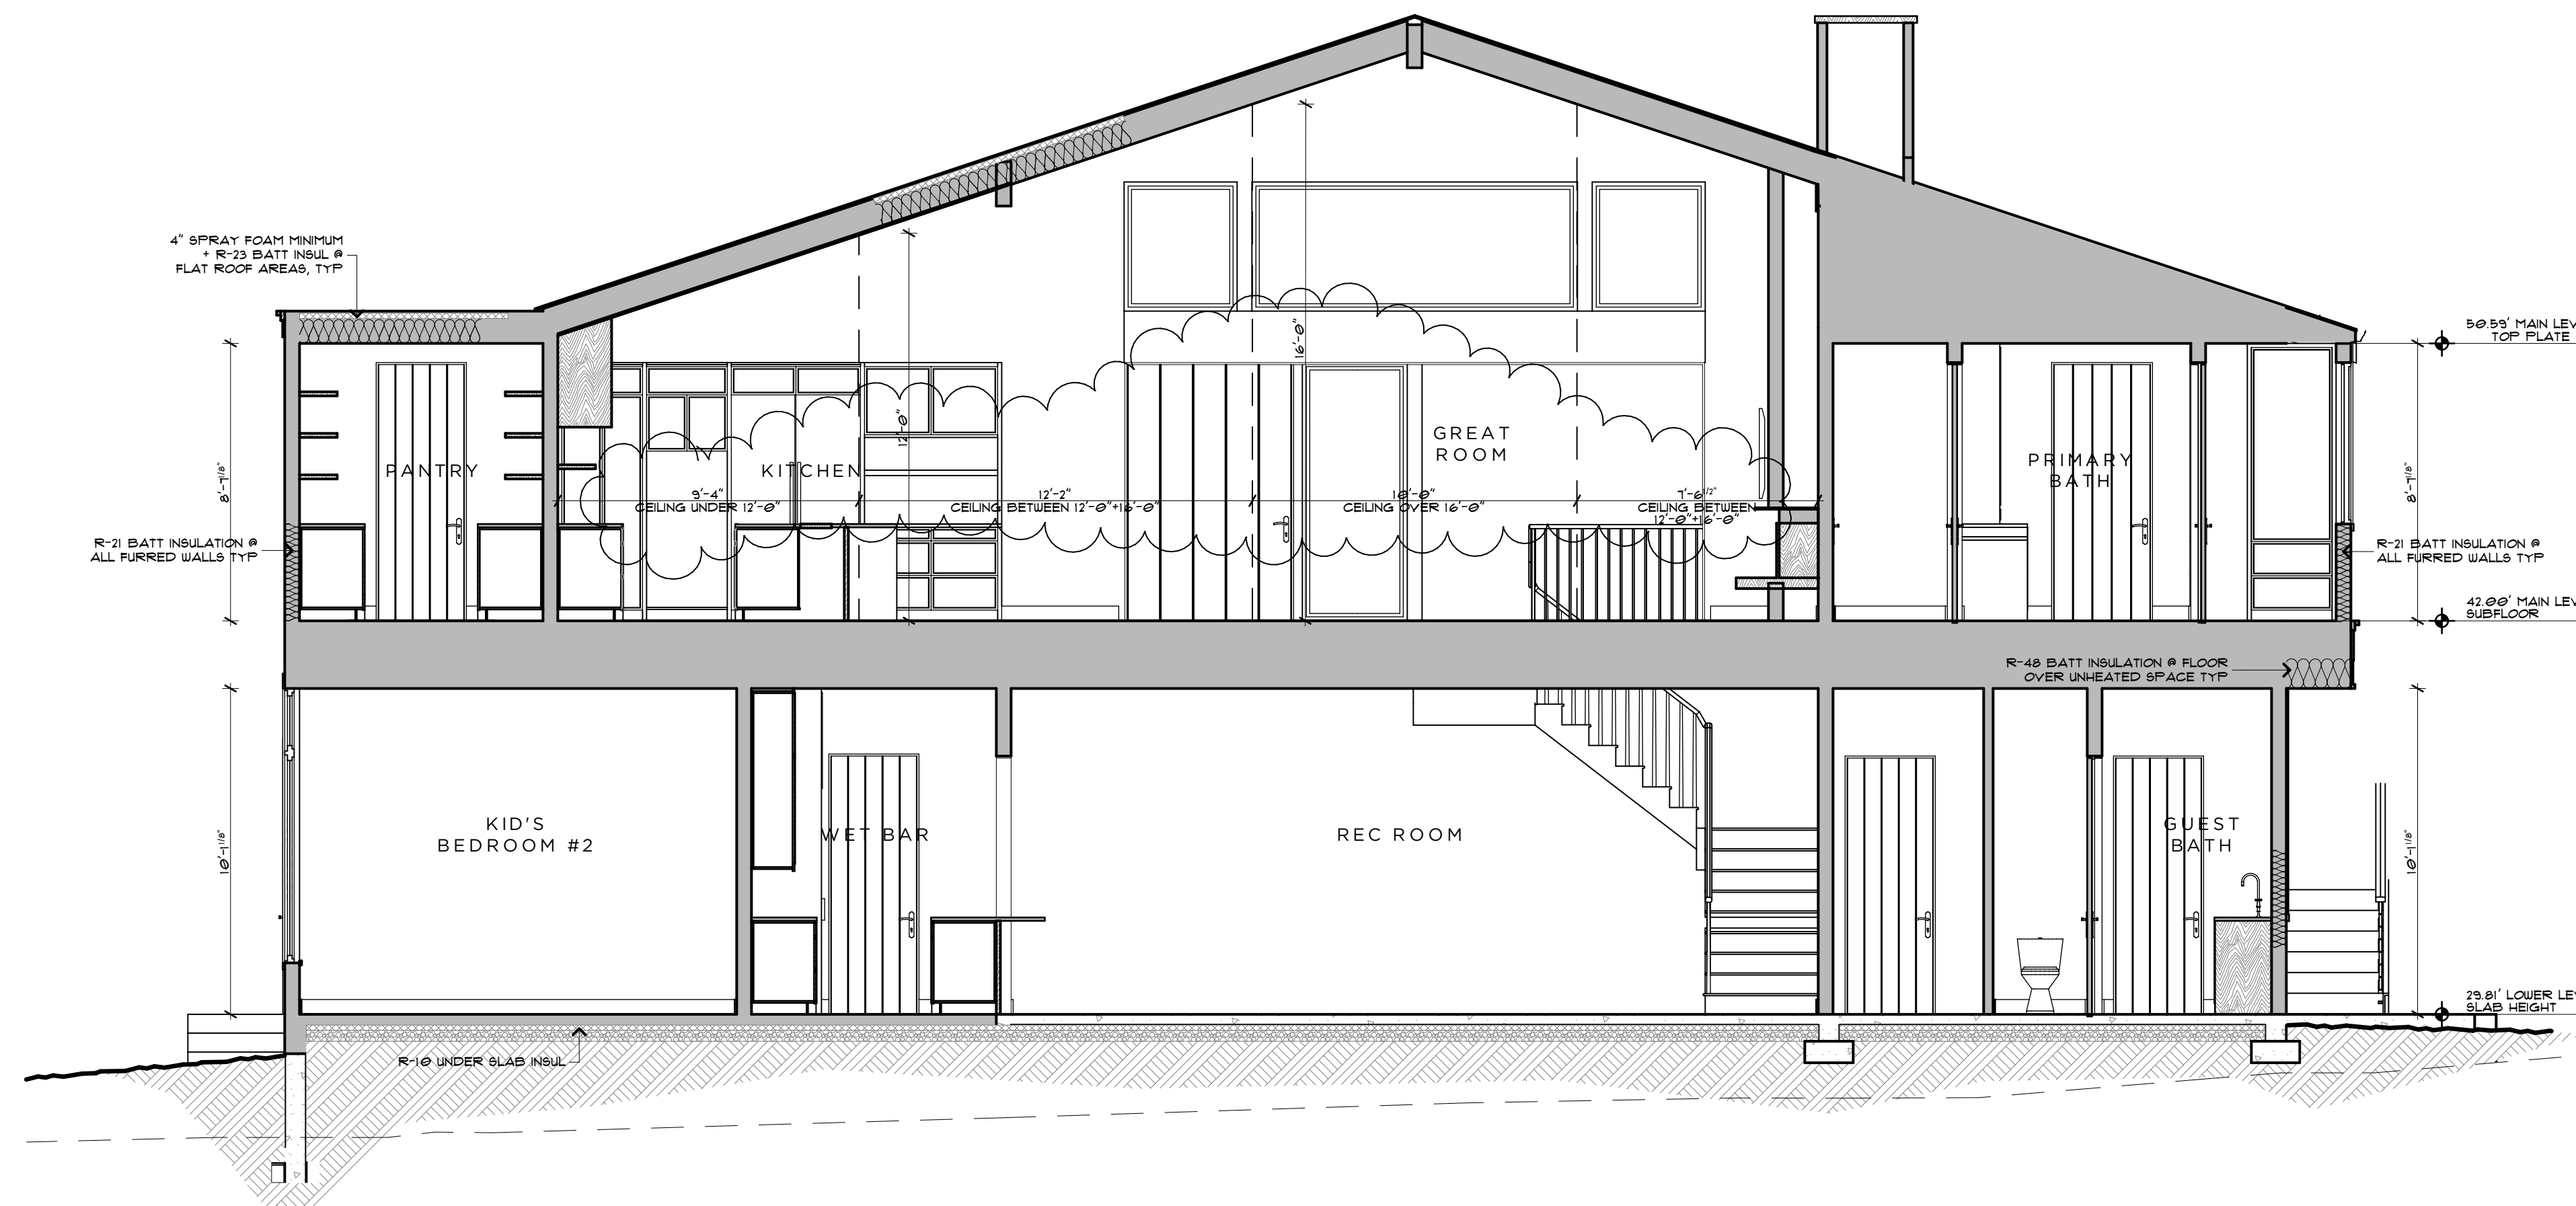 4" SPRAY FOAM MINIMUM
+ R-23 BATT INSUL @
FLAT ROOF AREAS, TYP
50.59' MAIN LEV
TOP PLATE
16'-0"
12'-0"
GREAT
ROOM
PANTRY
KITCHEN
PRIMARY
BATH
8'-7 1/8"
8'-7 1/8"
9'-4"
CEILING UNDER 12'-0"
12'-2"
CEILING BETWEEN 12'-0"+16'-0"
10'-0"
CEILING OVER 16'-0"
7'-6 1/2"
CEILING BETWEEN
12'-0"+16'-0"
R-21 BATT INSULATION @
ALL FURRED WALLS TYP
R-21 BATT INSULATION @
ALL FURRED WALLS TYP
42.00' MAIN LEV
SUBFLOOR
R-48 BATT INSULATION @ FLOOR
OVER UNHEATED SPACE TYP
KID'S
BEDROOM #2
WET BAR
REC ROOM
GUEST
BATH
10'-1 1/8"
10'-1 1/8"
29.81' LOWER LEV
SLAB HEIGHT
R-10 UNDER SLAB INSUL